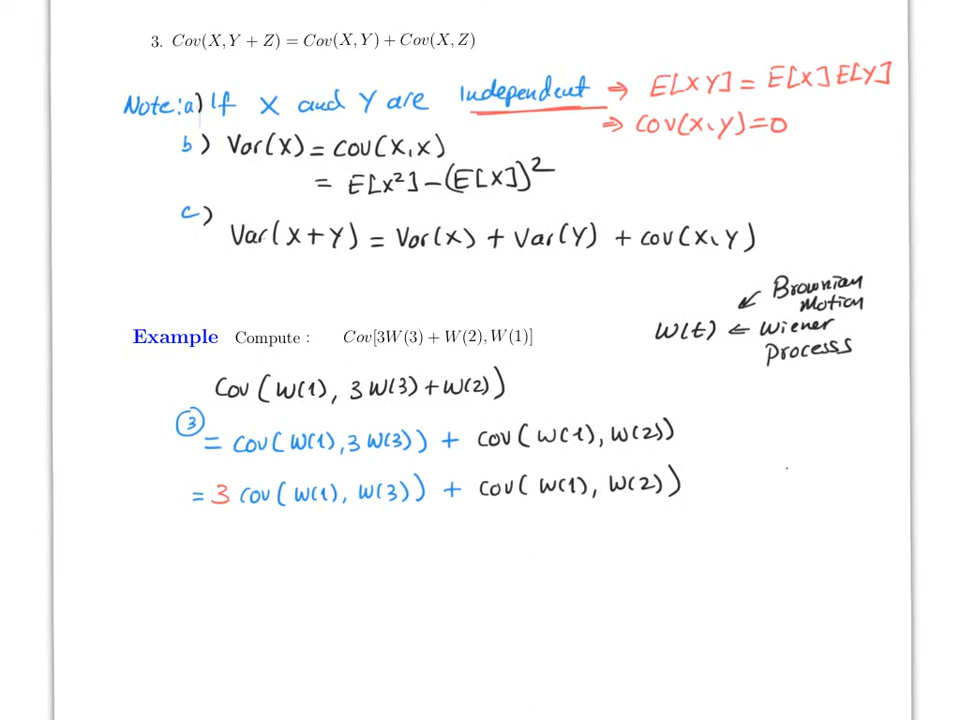 3. Cov(X, Y + Z) = Cov(X, Y) + Cov(X, Z)
Note: a) If X and Y are independent ⇒ E[XY] = E[X] E[Y]
⇒ Cov(X, Y) = 0
b) Var(X) = Cov(X, X)
= E[X²] - (E[X])²
c) Var(X+Y) = Var(X) + Var(Y) + Cov(X, Y)
↙ Brownian
Motion
W(t) ← Wiener
Processs
Example Compute : Cov[3W(3) + W(2), W(1)]
Cov(W(1), 3W(3) + W(2))
③ = Cov(W(1), 3W(3)) + Cov(W(1), W(2))
= 3 Cov(W(1), W(3)) + Cov(W(1), W(2))